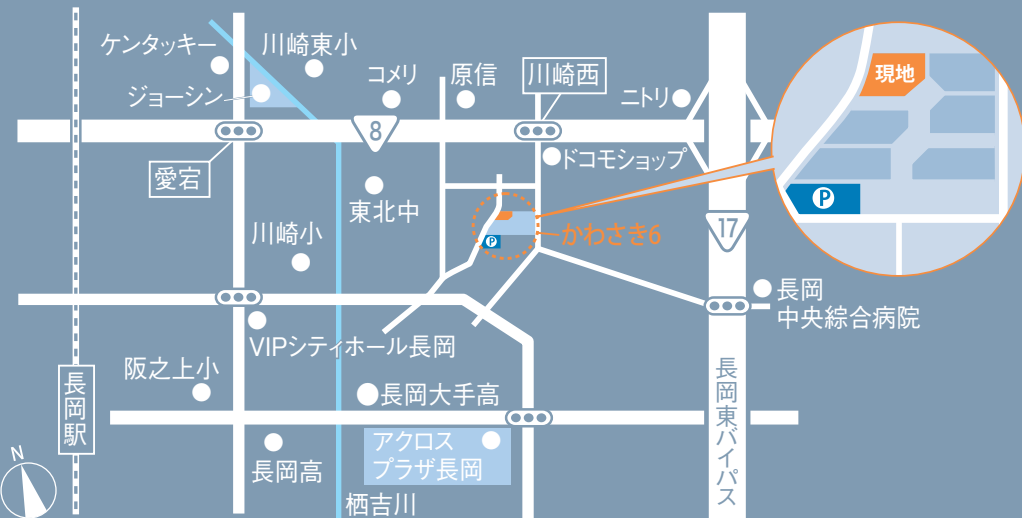 ケンタッキー
川崎東小
ジョーシン
コメリ
原信
川崎西
ニトリ
現地
P
8
愛宕
東北中
ドコモショップ
川崎小
P
かわさき6
17
長岡
中央綜合病院
VIPシティホール長岡
阪之上小
長岡駅
長岡大手高
長岡東バイパス
アクロス
プラザ長岡
長岡高
栖吉川
N